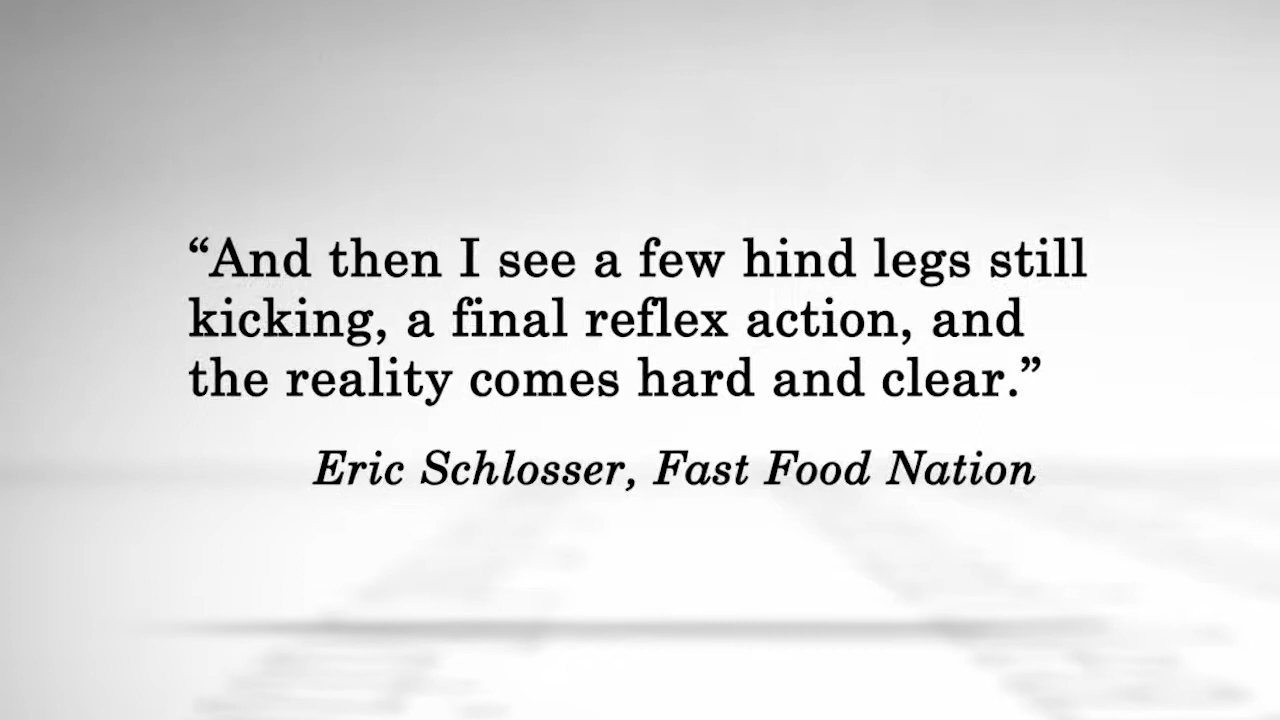 “And then I see a few hind legs still
kicking, a final reflex action, and
the reality comes hard and clear.”
Eric Schlosser, Fast Food Nation